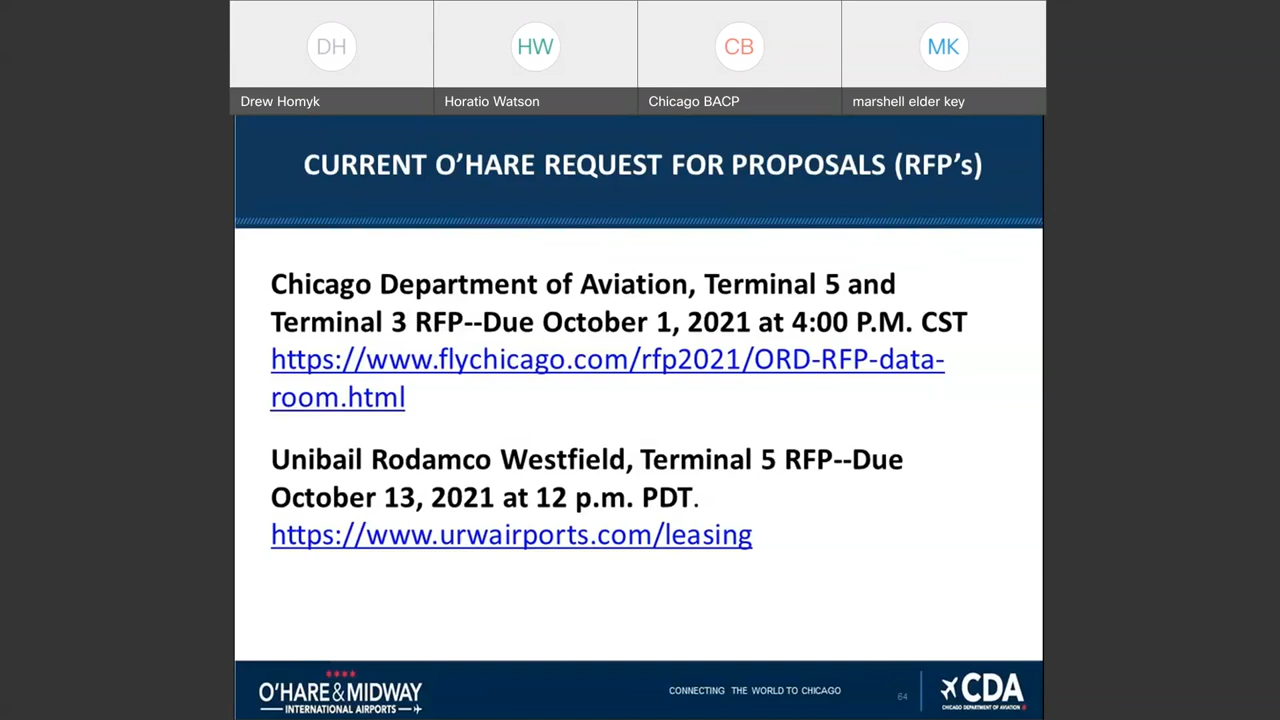 DH
HW
CB
MK
Drew Homyk
Horatio Watson
Chicago BACP
marshell elder key
CURRENT O’HARE REQUEST FOR PROPOSALS (RFP’s)
Chicago Department of Aviation, Terminal 5 and
Terminal 3 RFP--Due October 1, 2021 at 4:00 P.M. CST
https://www.flychicago.com/rfp2021/ORD-RFP-data-
room.html
Unibail Rodamco Westfield, Terminal 5 RFP--Due
October 13, 2021 at 12 p.m. PDT.
https://www.urwairports.com/leasing
O’HARE & MIDWAY
INTERNATIONAL AIRPORTS
CONNECTING THE WORLD TO CHICAGO
64
CDA
CHICAGO DEPARTMENT OF AVIATION